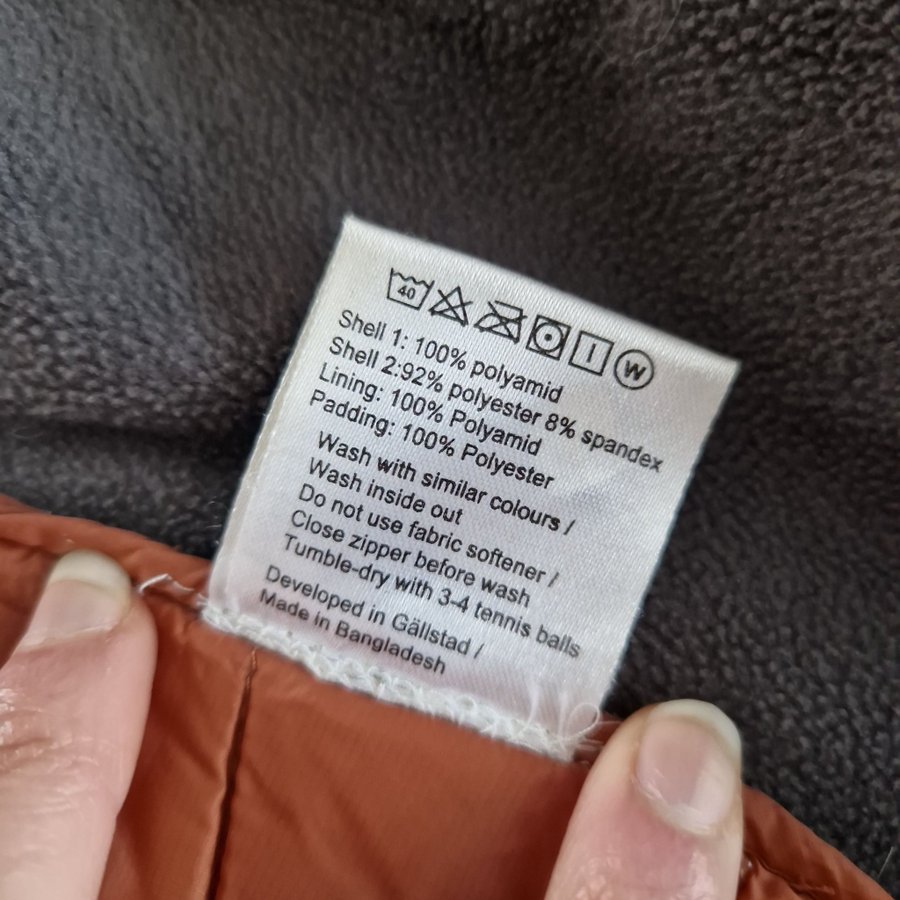 40 W
Shell 1: 100% polyamid
Shell 2:92% polyester 8% spandex
Lining: 100% Polyamid
Padding: 100% Polyester
Wash with similar colours /
Wash inside out
Do not use fabric softener /
Close zipper before wash
Tumble-dry with 3-4 tennis balls
Developed in Gällstad /
Made in Bangladesh